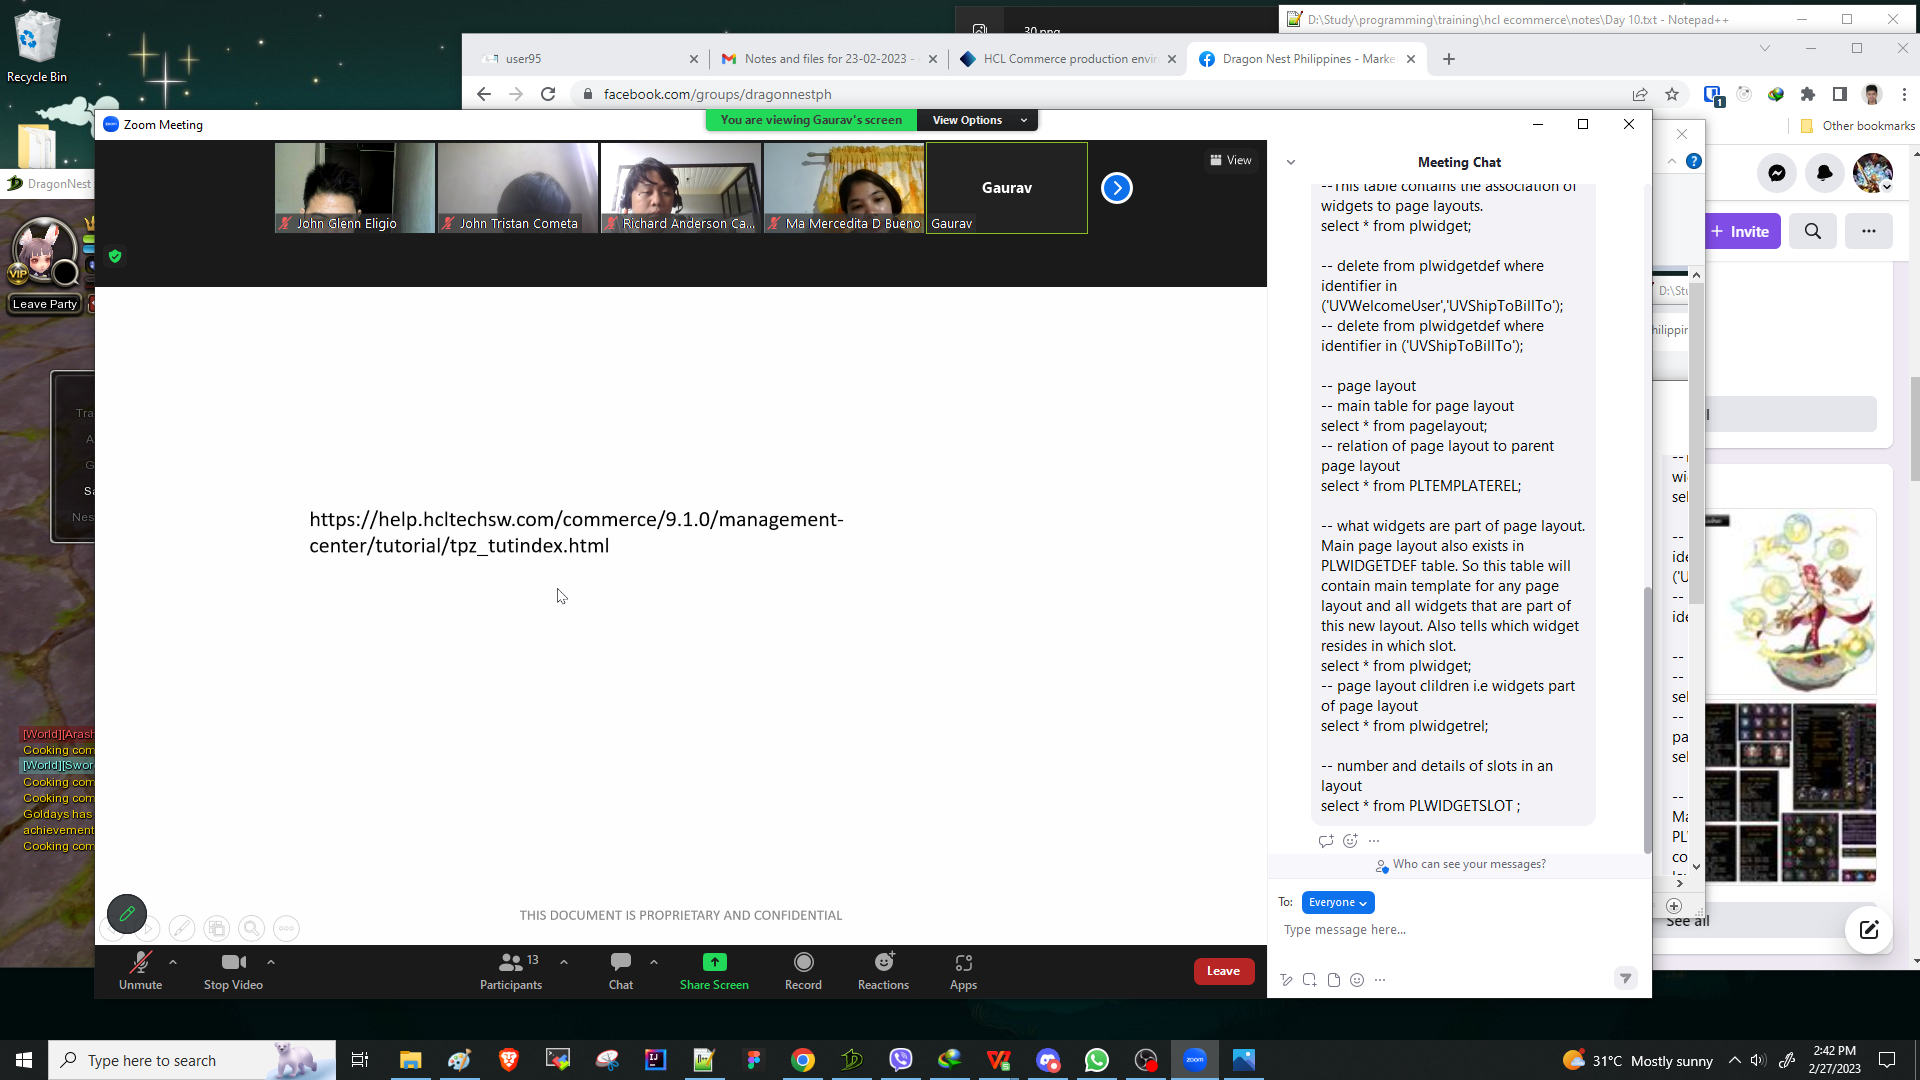 Recycle Bin
30.png
D:\Study\programming\training\hcl ecommerce\notes\Day 10.txt - Notepad++
user95
Notes and files for 23-02-2023 -
HCL Commerce production envir
Dragon Nest Philippines - Marke
facebook.com/groups/dragonnestph
Other bookmarks
Zoom Meeting
You are viewing Gaurav's screen
View Options
View
John Glenn Eligio
John Tristan Cometa
Richard Anderson Ca...
Ma Mercedita D Bueno
Gaurav
Gaurav
DragonNest
VIP
Leave Party
Invite
Meeting Chat
--This table contains the association of
widgets to page layouts.
select * from plwidget;
-- delete from plwidgetdef where
identifier in
('UVWelcomeUser','UVShipToBillTo');
-- delete from plwidgetdef where
identifier in ('UVShipToBillTo');
-- page layout
-- main table for page layout
select * from pagelayout;
-- relation of page layout to parent
page layout
select * from PLTEMPLATEREL;
-- what widgets are part of page layout.
Main page layout also exists in
PLWIDGETDEF table. So this table will
contain main template for any page
layout and all widgets that are part of
this new layout. Also tells which widget
resides in which slot.
select * from plwidget;
-- page layout clildren i.e widgets part
of page layout
select * from plwidgetrel;
-- number and details of slots in an
layout
select * from PLWIDGETSLOT ;
Who can see your messages?
To: Everyone
Type message here...
https://help.hcltechsw.com/commerce/9.1.0/management-
center/tutorial/tpz_tutindex.html
THIS DOCUMENT IS PROPRIETARY AND CONFIDENTIAL
[World][Arash
Cooking com
[World][Swor
Cooking com
Cooking com
Goldays has
achievement
Cooking com
See all
Unmute
Stop Video
13
Participants
Chat
Share Screen
Record
Reactions
Apps
Leave
Type here to search
31°C Mostly sunny
2:42 PM
2/27/2023